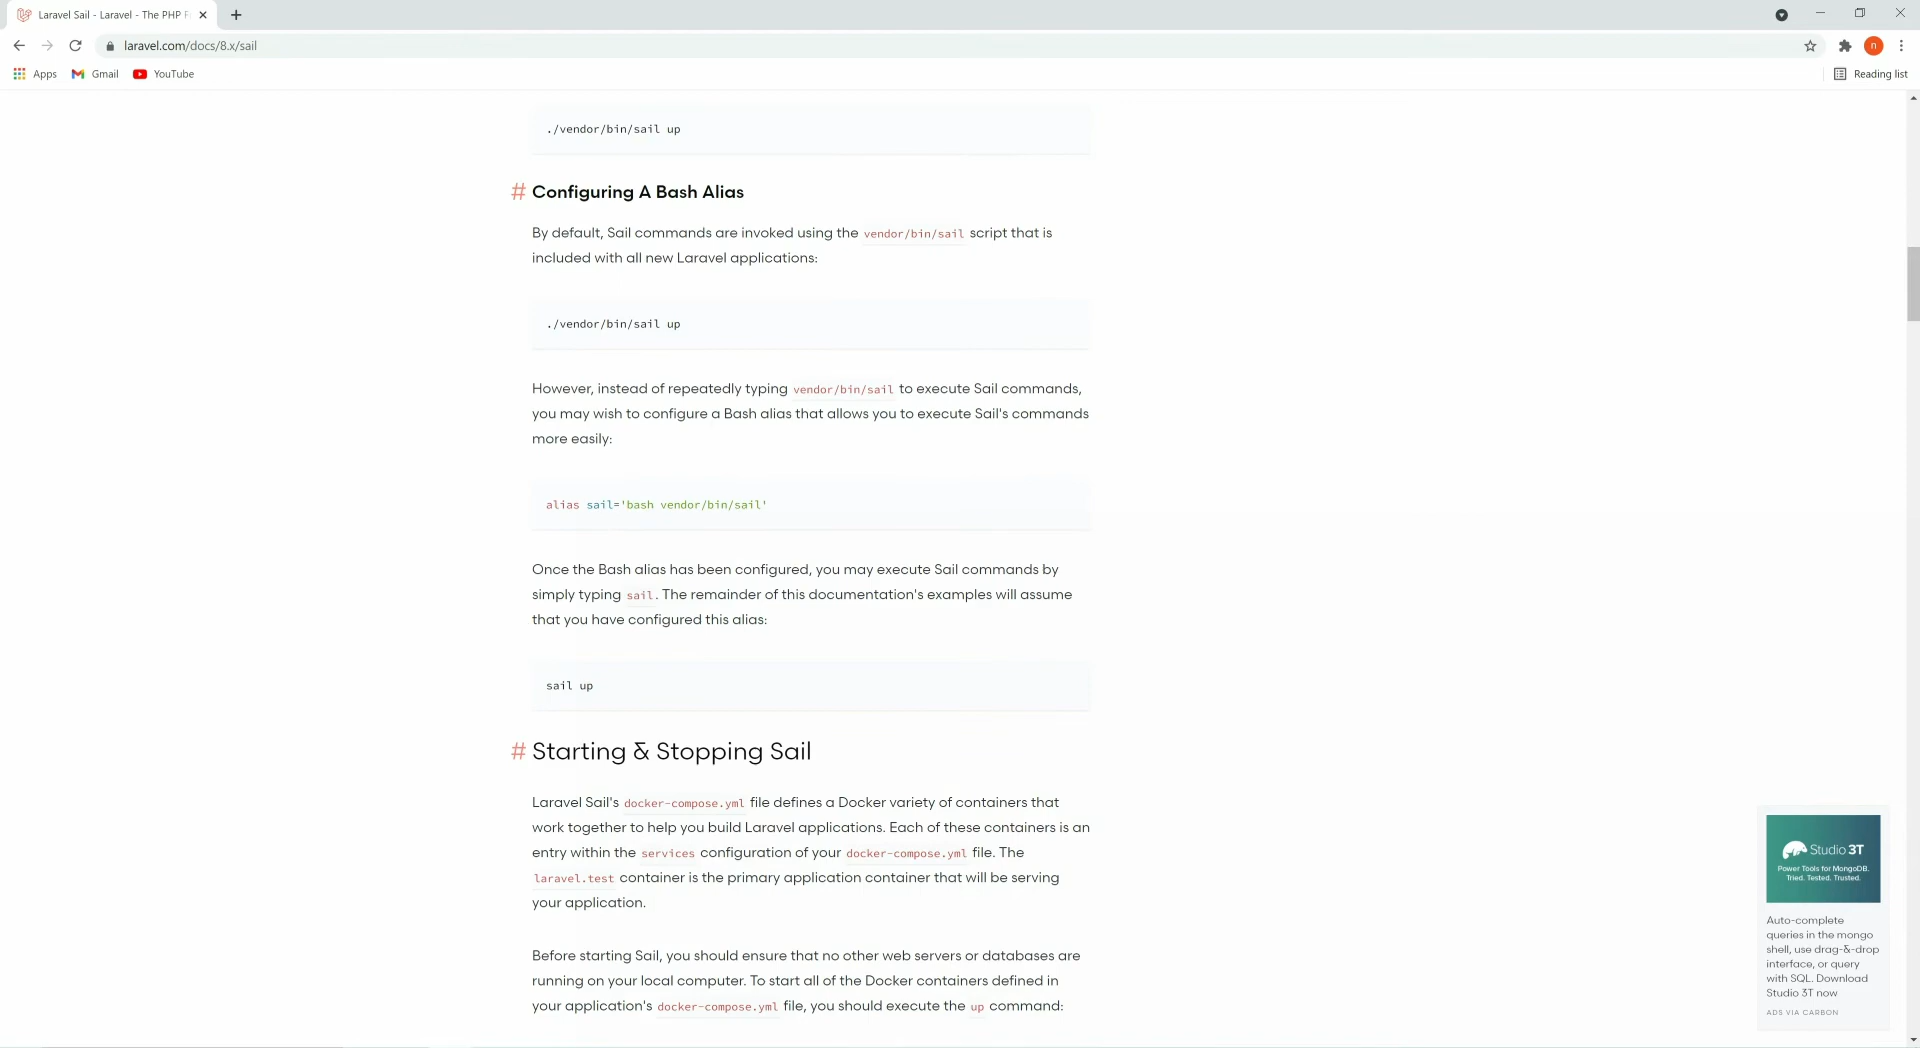 Laravel Sail - Laravel - The PHP F
laravel.com/docs/8.x/sail
n
Apps
Gmail
YouTube
Reading list
./vendor/bin/sail up
# Configuring A Bash Alias
By default, Sail commands are invoked using the vendor/bin/sail script that is
included with all new Laravel applications:
./vendor/bin/sail up
However, instead of repeatedly typing vendor/bin/sail to execute Sail commands,
you may wish to configure a Bash alias that allows you to execute Sail's commands
more easily:
alias sail='bash vendor/bin/sail'
Once the Bash alias has been configured, you may execute Sail commands by
simply typing sail. The remainder of this documentation's examples will assume
that you have configured this alias:
sail up
# Starting & Stopping Sail
Laravel Sail's docker-compose.yml file defines a Docker variety of containers that
work together to help you build Laravel applications. Each of these containers is an
entry within the services configuration of your docker-compose.yml file. The
laravel.test container is the primary application container that will be serving
your application.
Before starting Sail, you should ensure that no other web servers or databases are
running on your local computer. To start all of the Docker containers defined in
your application's docker-compose.yml file, you should execute the up command:
Studio 3T
Power Tools for MongoDB.
Tried. Tested. Trusted.
Auto-complete
queries in the mongo
shell, use drag-&-drop
interface, or query
with SQL. Download
Studio 3T now
ADS VIA CARBON